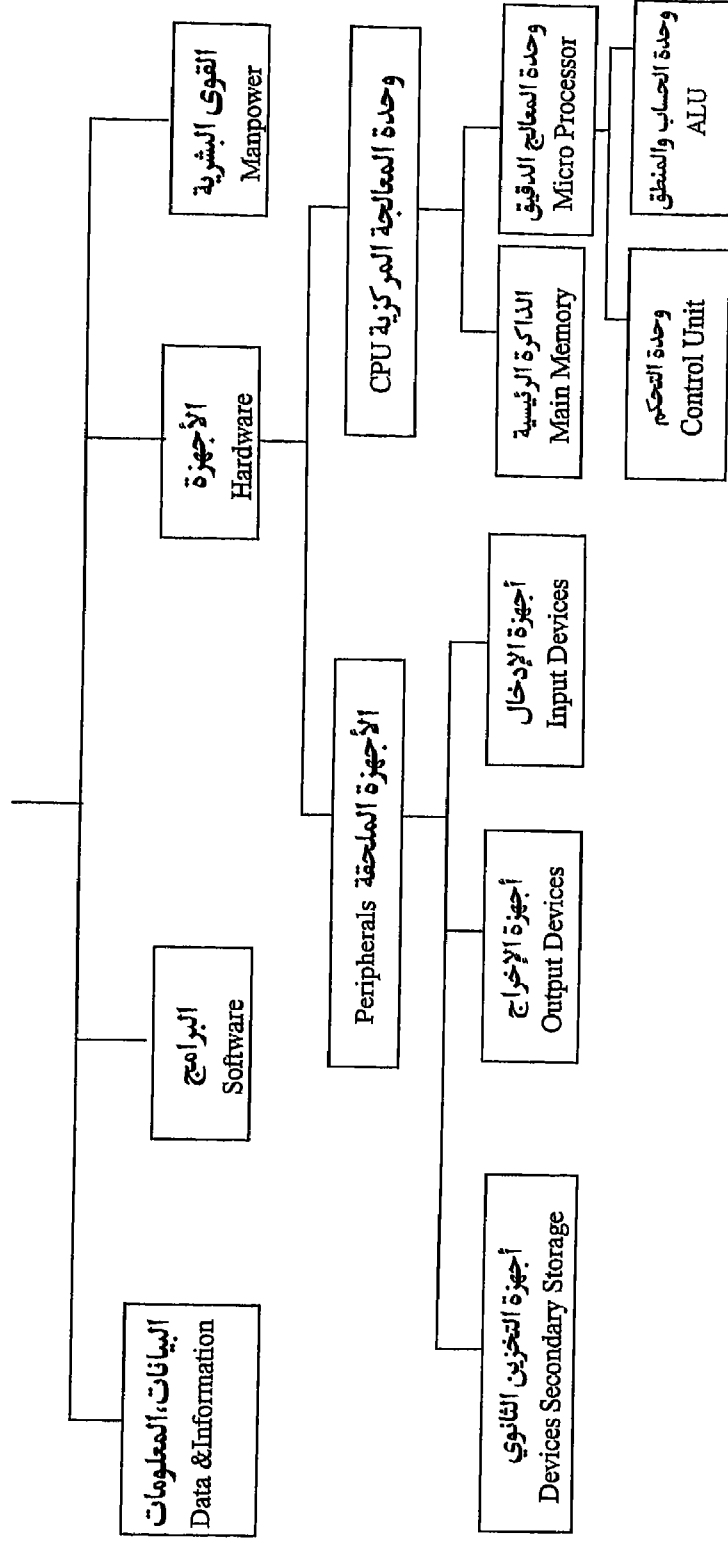 القوى البشرية
Manpower
الأجهزة
Hardware
البرامج
Software
البيانات،المعلومات
Data &Information
وحدة المعالجة المركزية CPU
الأجهزة الملحقة Peripherals
وحدة المعالج الدقيق
Micro Processor
الذاكرة الرئيسية
Main Memory
أجهزة الإدخال
Input Devices
أجهزة الإخراج
Output Devices
أجهزة التخزين الثانوي
Devices Secondary Storage
وحدة الحساب والمنطق
ALU
وحدة التحكم
Control Unit